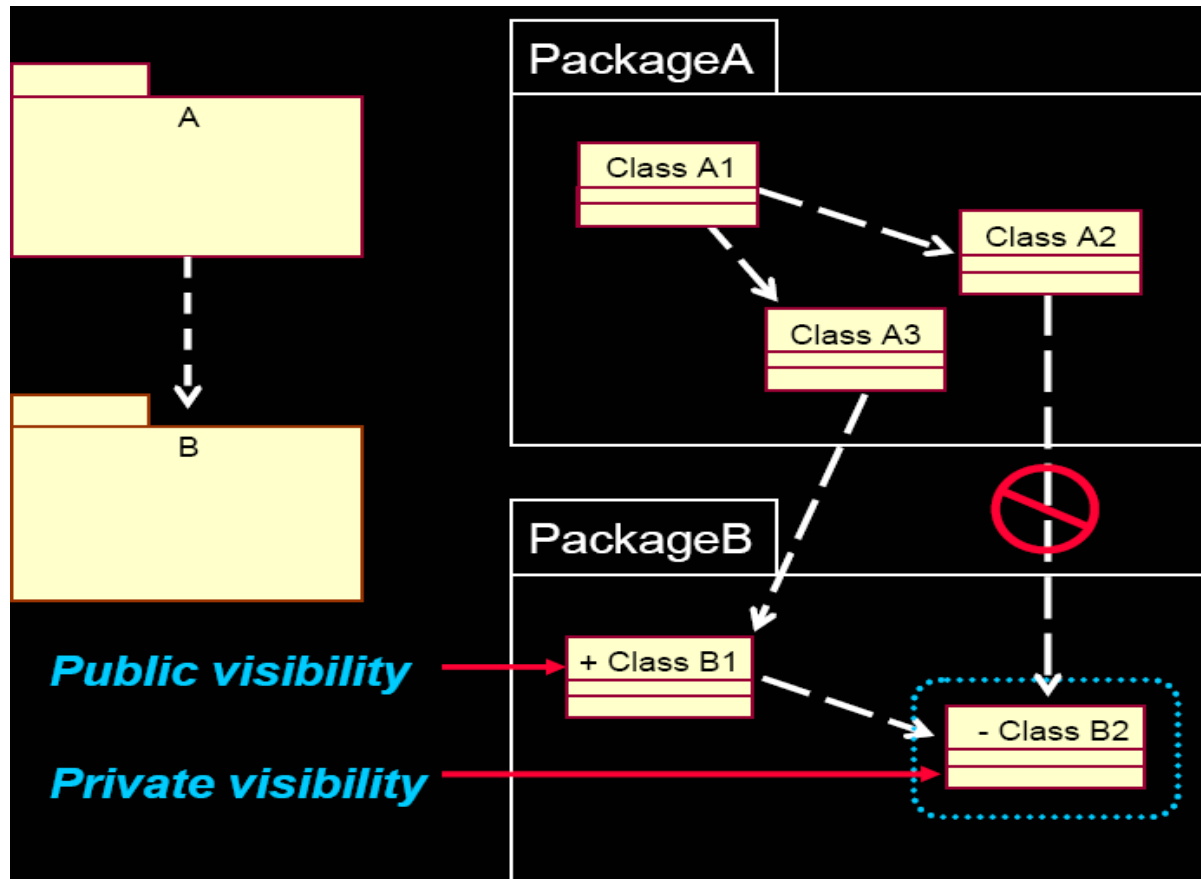 A
B
PackageA
Class A1
Class A2
Class A3
PackageB
Public visibility
+ Class B1
Private visibility
- Class B2